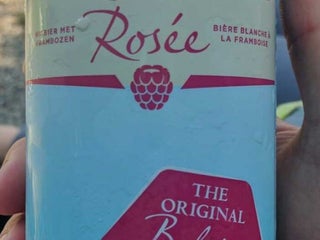 BIER MET
FRAMBOZEN
Rosée
BIÈRE BLANCHE À
LA FRAMBOISE
THE
ORIGINAL